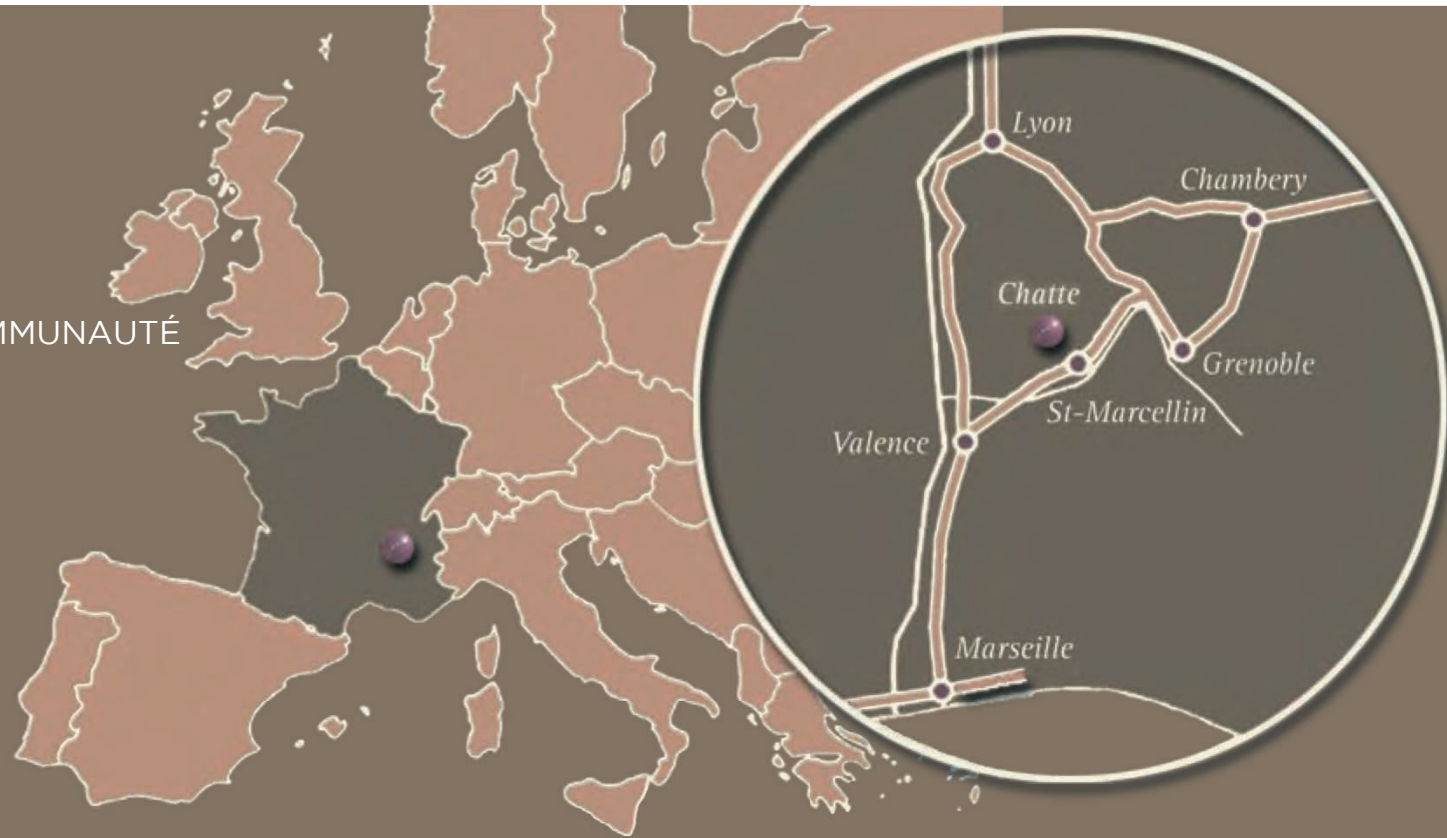 Lyon
Chambery
Chatte
MMUNAUTÉ
Grenoble
St-Marcellin
Valence
Marseille